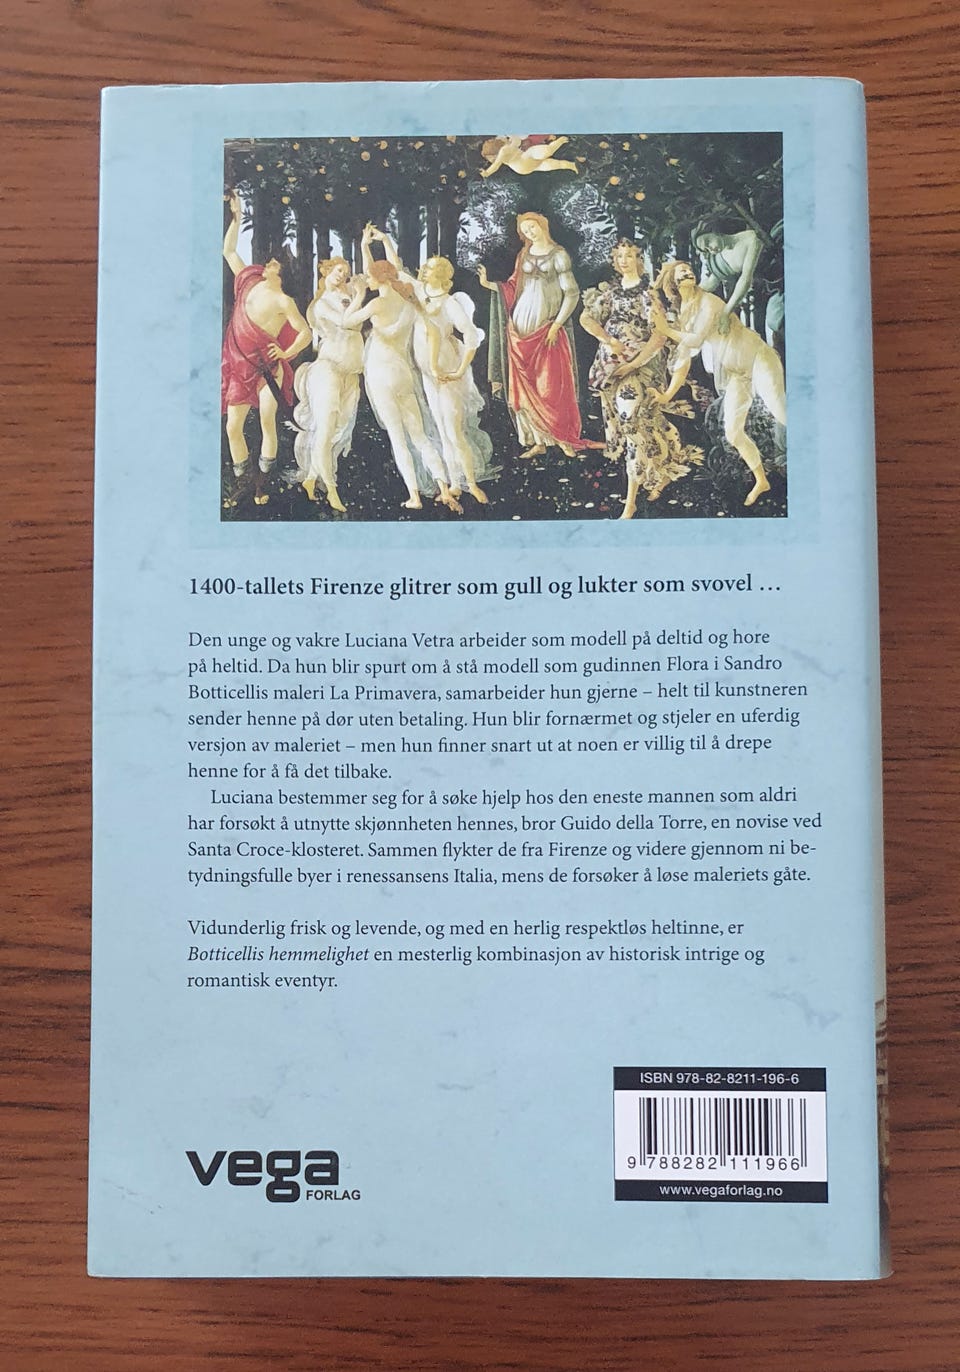 1400-tallets Firenze glitrer som gull og lukter som svovel …
Den unge og vakre Luciana Vetra arbeider som modell på deltid og hore
på heltid. Da hun blir spurt om å stå modell som gudinnen Flora i Sandro
Botticellis maleri La Primavera, samarbeider hun gjerne – helt til kunstneren
sender henne på dør uten betaling. Hun blir fornærmet og stjeler en uferdig
versjon av maleriet – men hun finner snart ut at noen er villig til å drepe
henne for å få det tilbake.
Luciana bestemmer seg for å søke hjelp hos den eneste mannen som aldri
har forsøkt å utnytte skjønnheten hennes, bror Guido della Torre, en novise ved
Santa Croce-klosteret. Sammen flykter de fra Firenze og videre gjennom ni be-
tydningsfulle byer i renessansens Italia, mens de forsøker å løse maleriets gåte.
Vidunderlig frisk og levende, og med en herlig respektløs heltinne, er
Botticellis hemmelighet en mesterlig kombinasjon av historisk intrige og
romantisk eventyr.
ISBN 978-82-8211-196-6
9 788282 111966
www.vegaforlag.no
vega
FORLAG